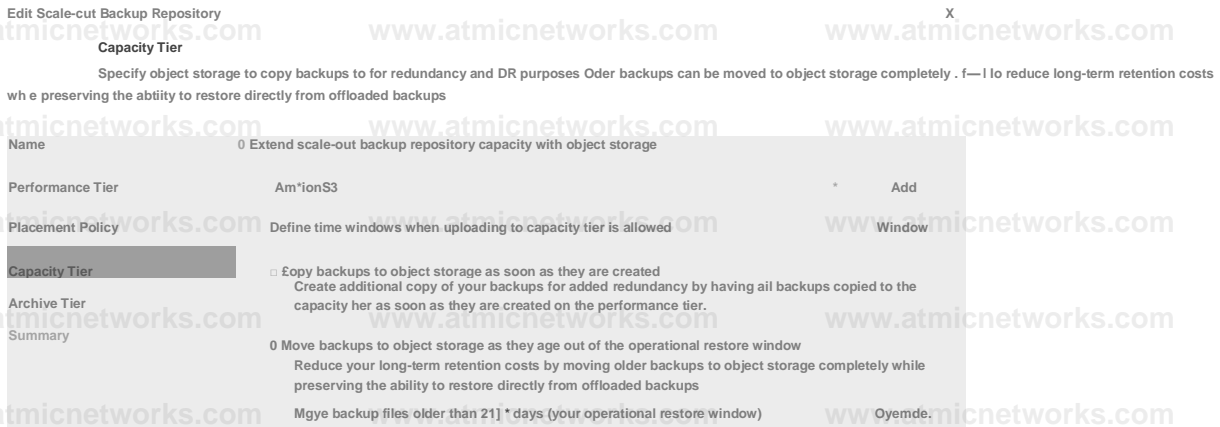 Edit Scale-cut Backup Repository X
Capacity Tier
Specify object storage to copy backups to for redundancy and DR purposes Oder backups can be moved to object storage completely . f— l lo reduce long-term retention costs
wh e preserving the abtiity to restore directly from offloaded backups
Name
0 Extend scale-out backup repository capacity with object storage
Performance Tier
Am*ionS3 * Add
Placement Policy
Define time windows when uploading to capacity tier is allowed Window
Capacity Tier
□ £opy backups to object storage as soon as they are created
Create additional copy of your backups for added redundancy by having ail backups copied to the
capacity her as soon as they are created on the performance tier.
Archive Tier
Summary
0 Move backups to object storage as they age out of the operational restore window
Reduce your long-term retention costs by moving older backups to object storage completely while
preserving the ability to restore directly from offloaded backups
Mgye backup files older than 21] * days (your operational restore window) Oyemde.
www.atmicnetworks.com